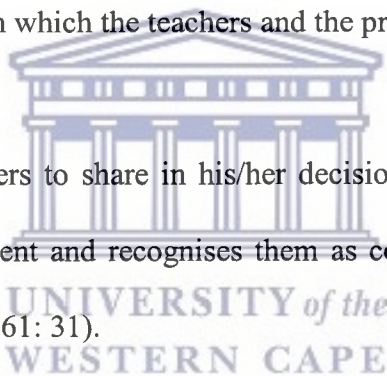 n which the teachers and the pr
ers to share in his/her decisio
ent and recognises them as co
UNIVERSITY of the
61: 31).
WESTERN CAPE